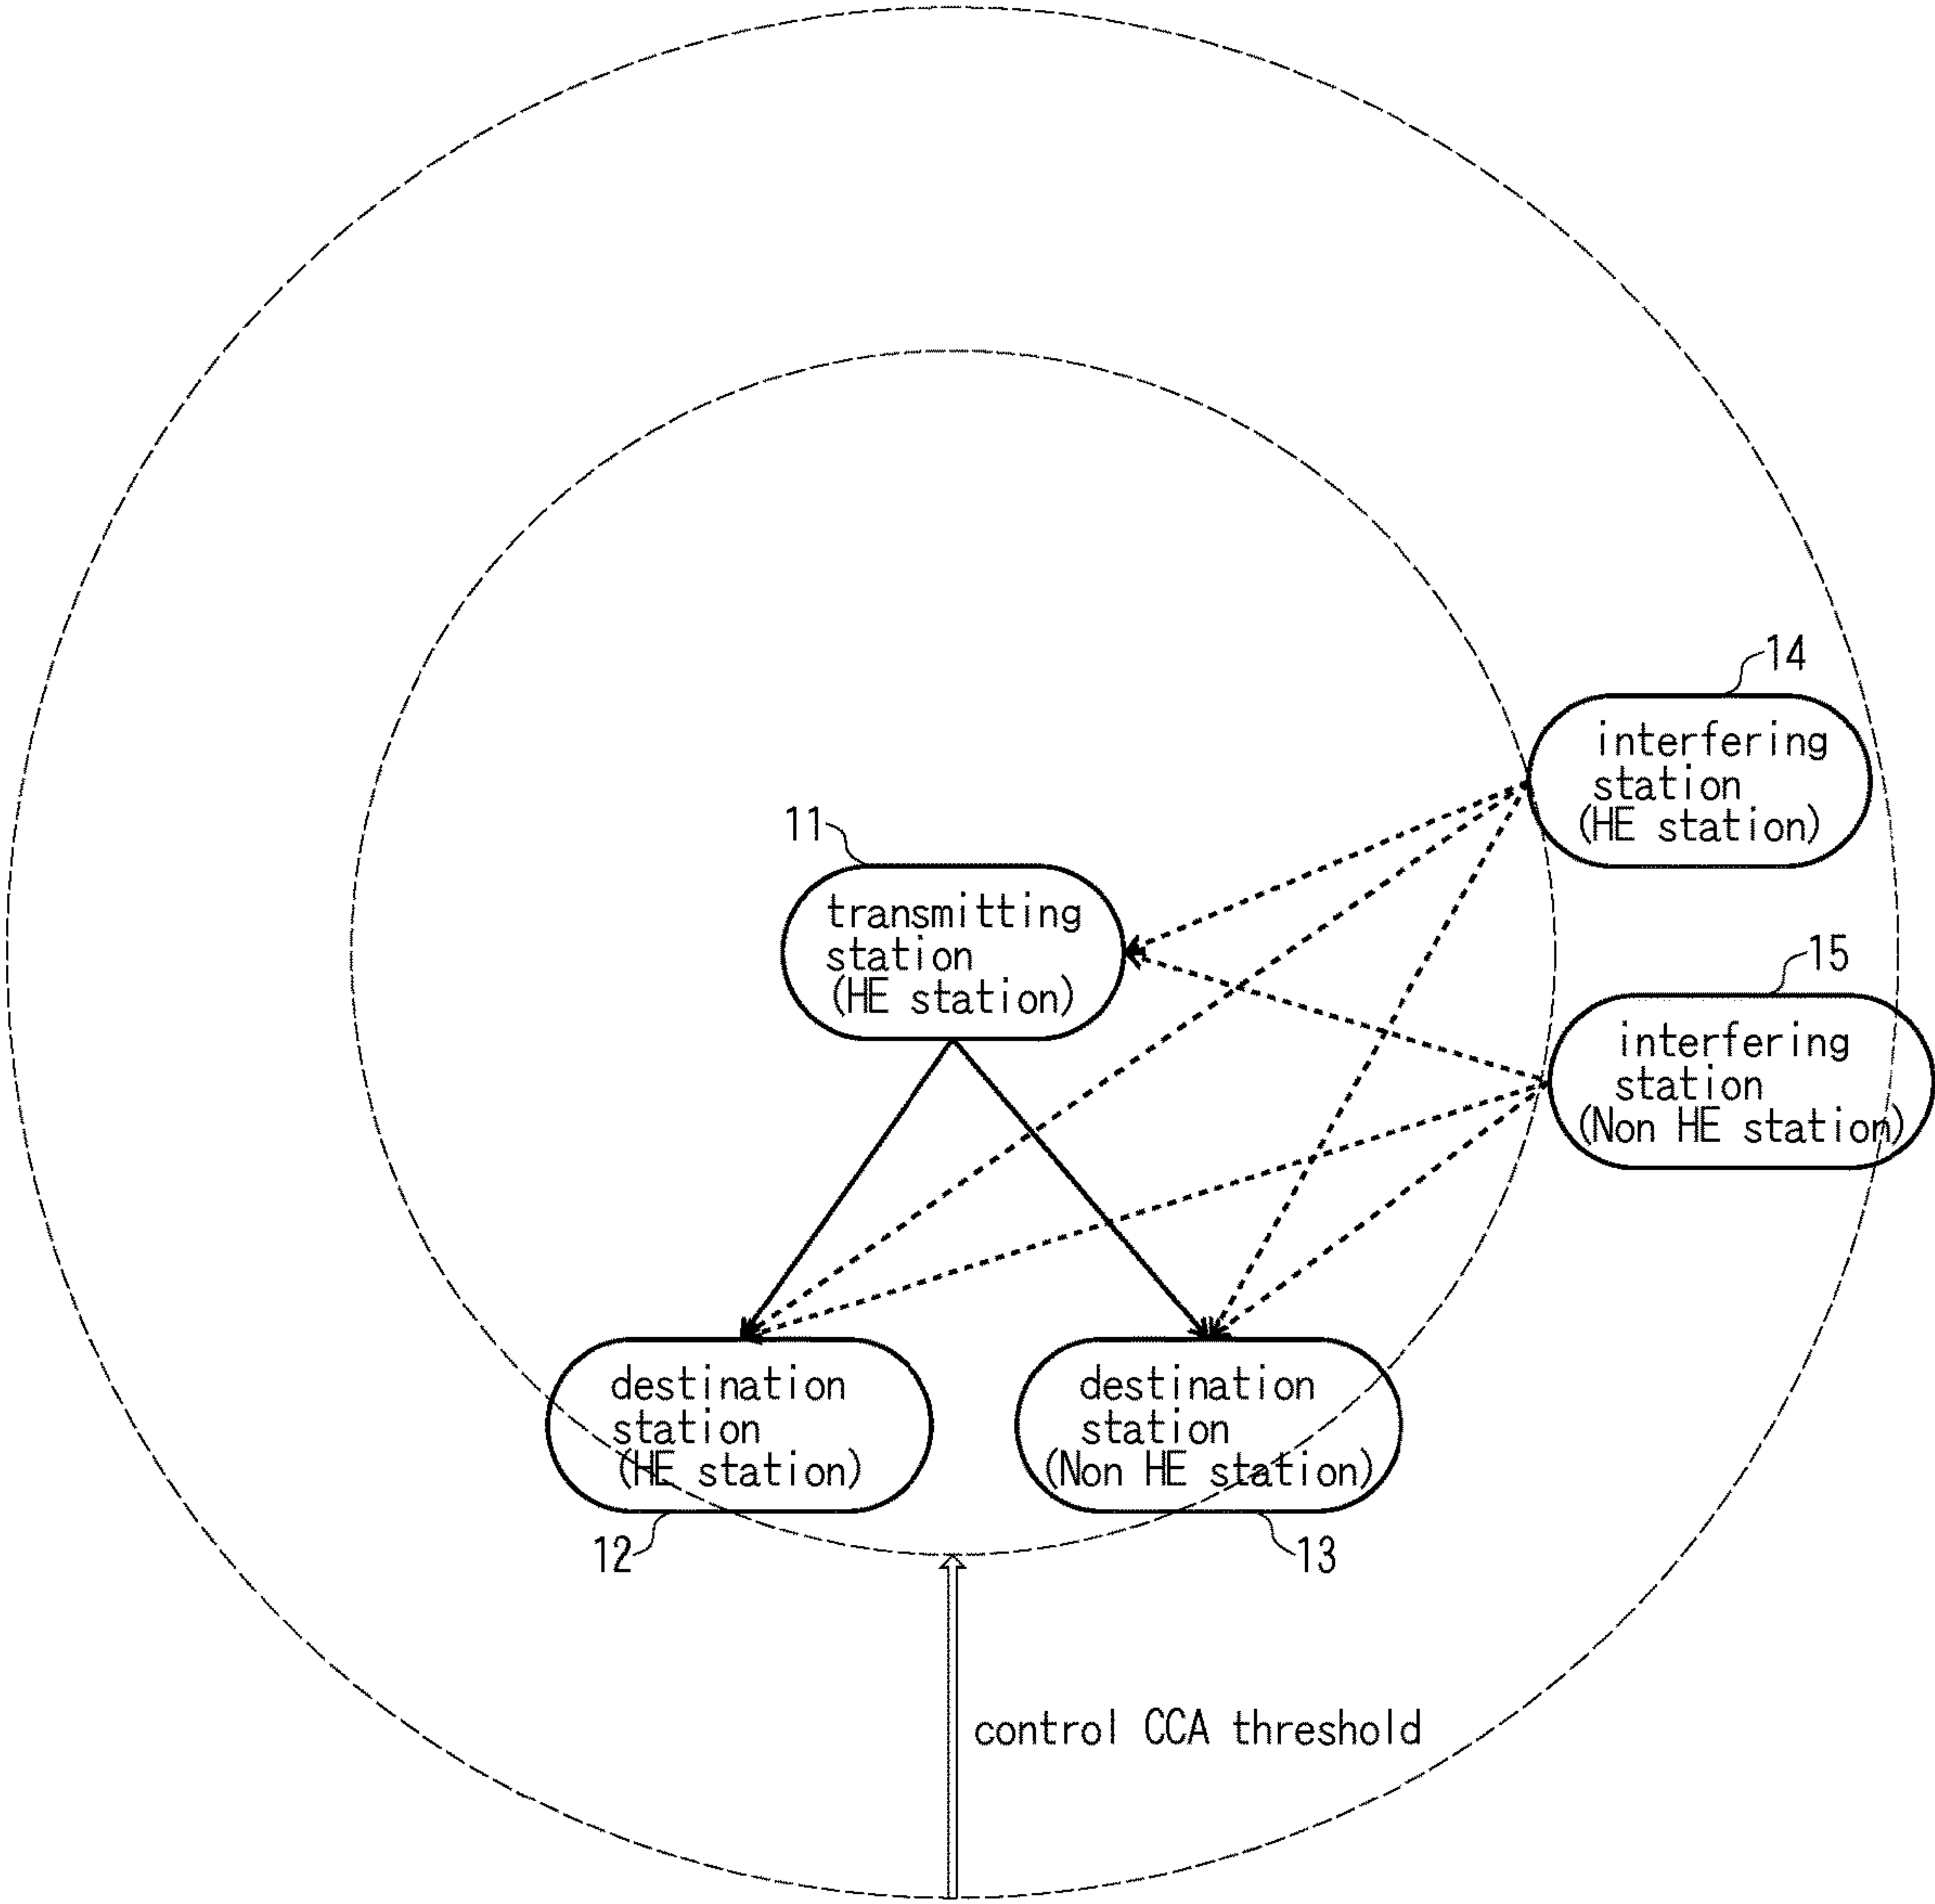 14
interfering
station
(HE station)
11
transmitting
station
(HE station)
15
interfering
station
(Non HE station)
destination
station
(HE station)
12
destination
station
(Non HE station)
13
control CCA threshold